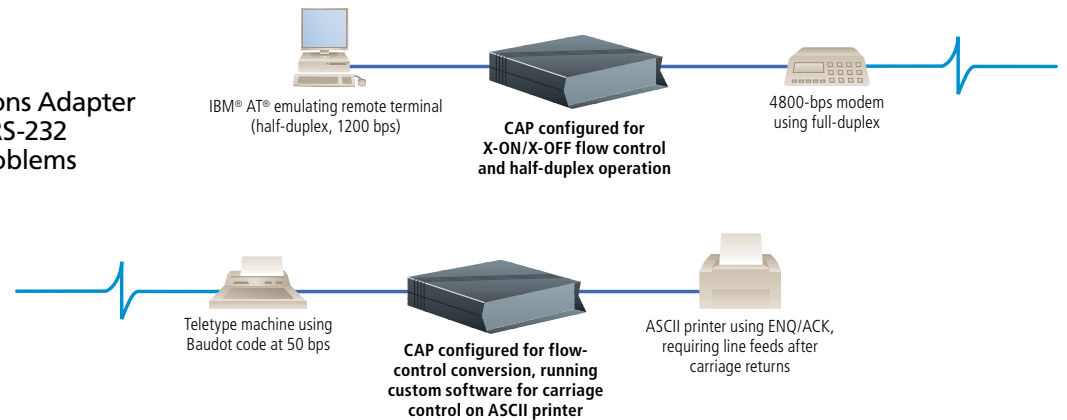 ons Adapter
RS-232
oblems
IBM® AT® emulating remote terminal
(half-duplex, 1200 bps)
CAP configured for
X-ON/X-OFF flow control
and half-duplex operation
4800-bps modem
using full-duplex
Teletype machine using
Baudot code at 50 bps
CAP configured for flow-
control conversion, running
custom software for carriage
control on ASCII printer
ASCII printer using ENQ/ACK,
requiring line feeds after
carriage returns